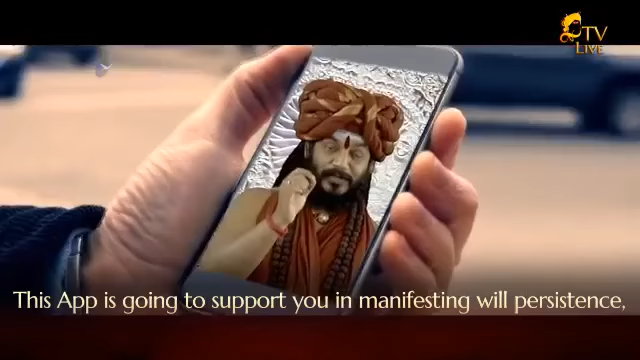 TV
LIVE
This App is going to support you in manifesting will persistence,